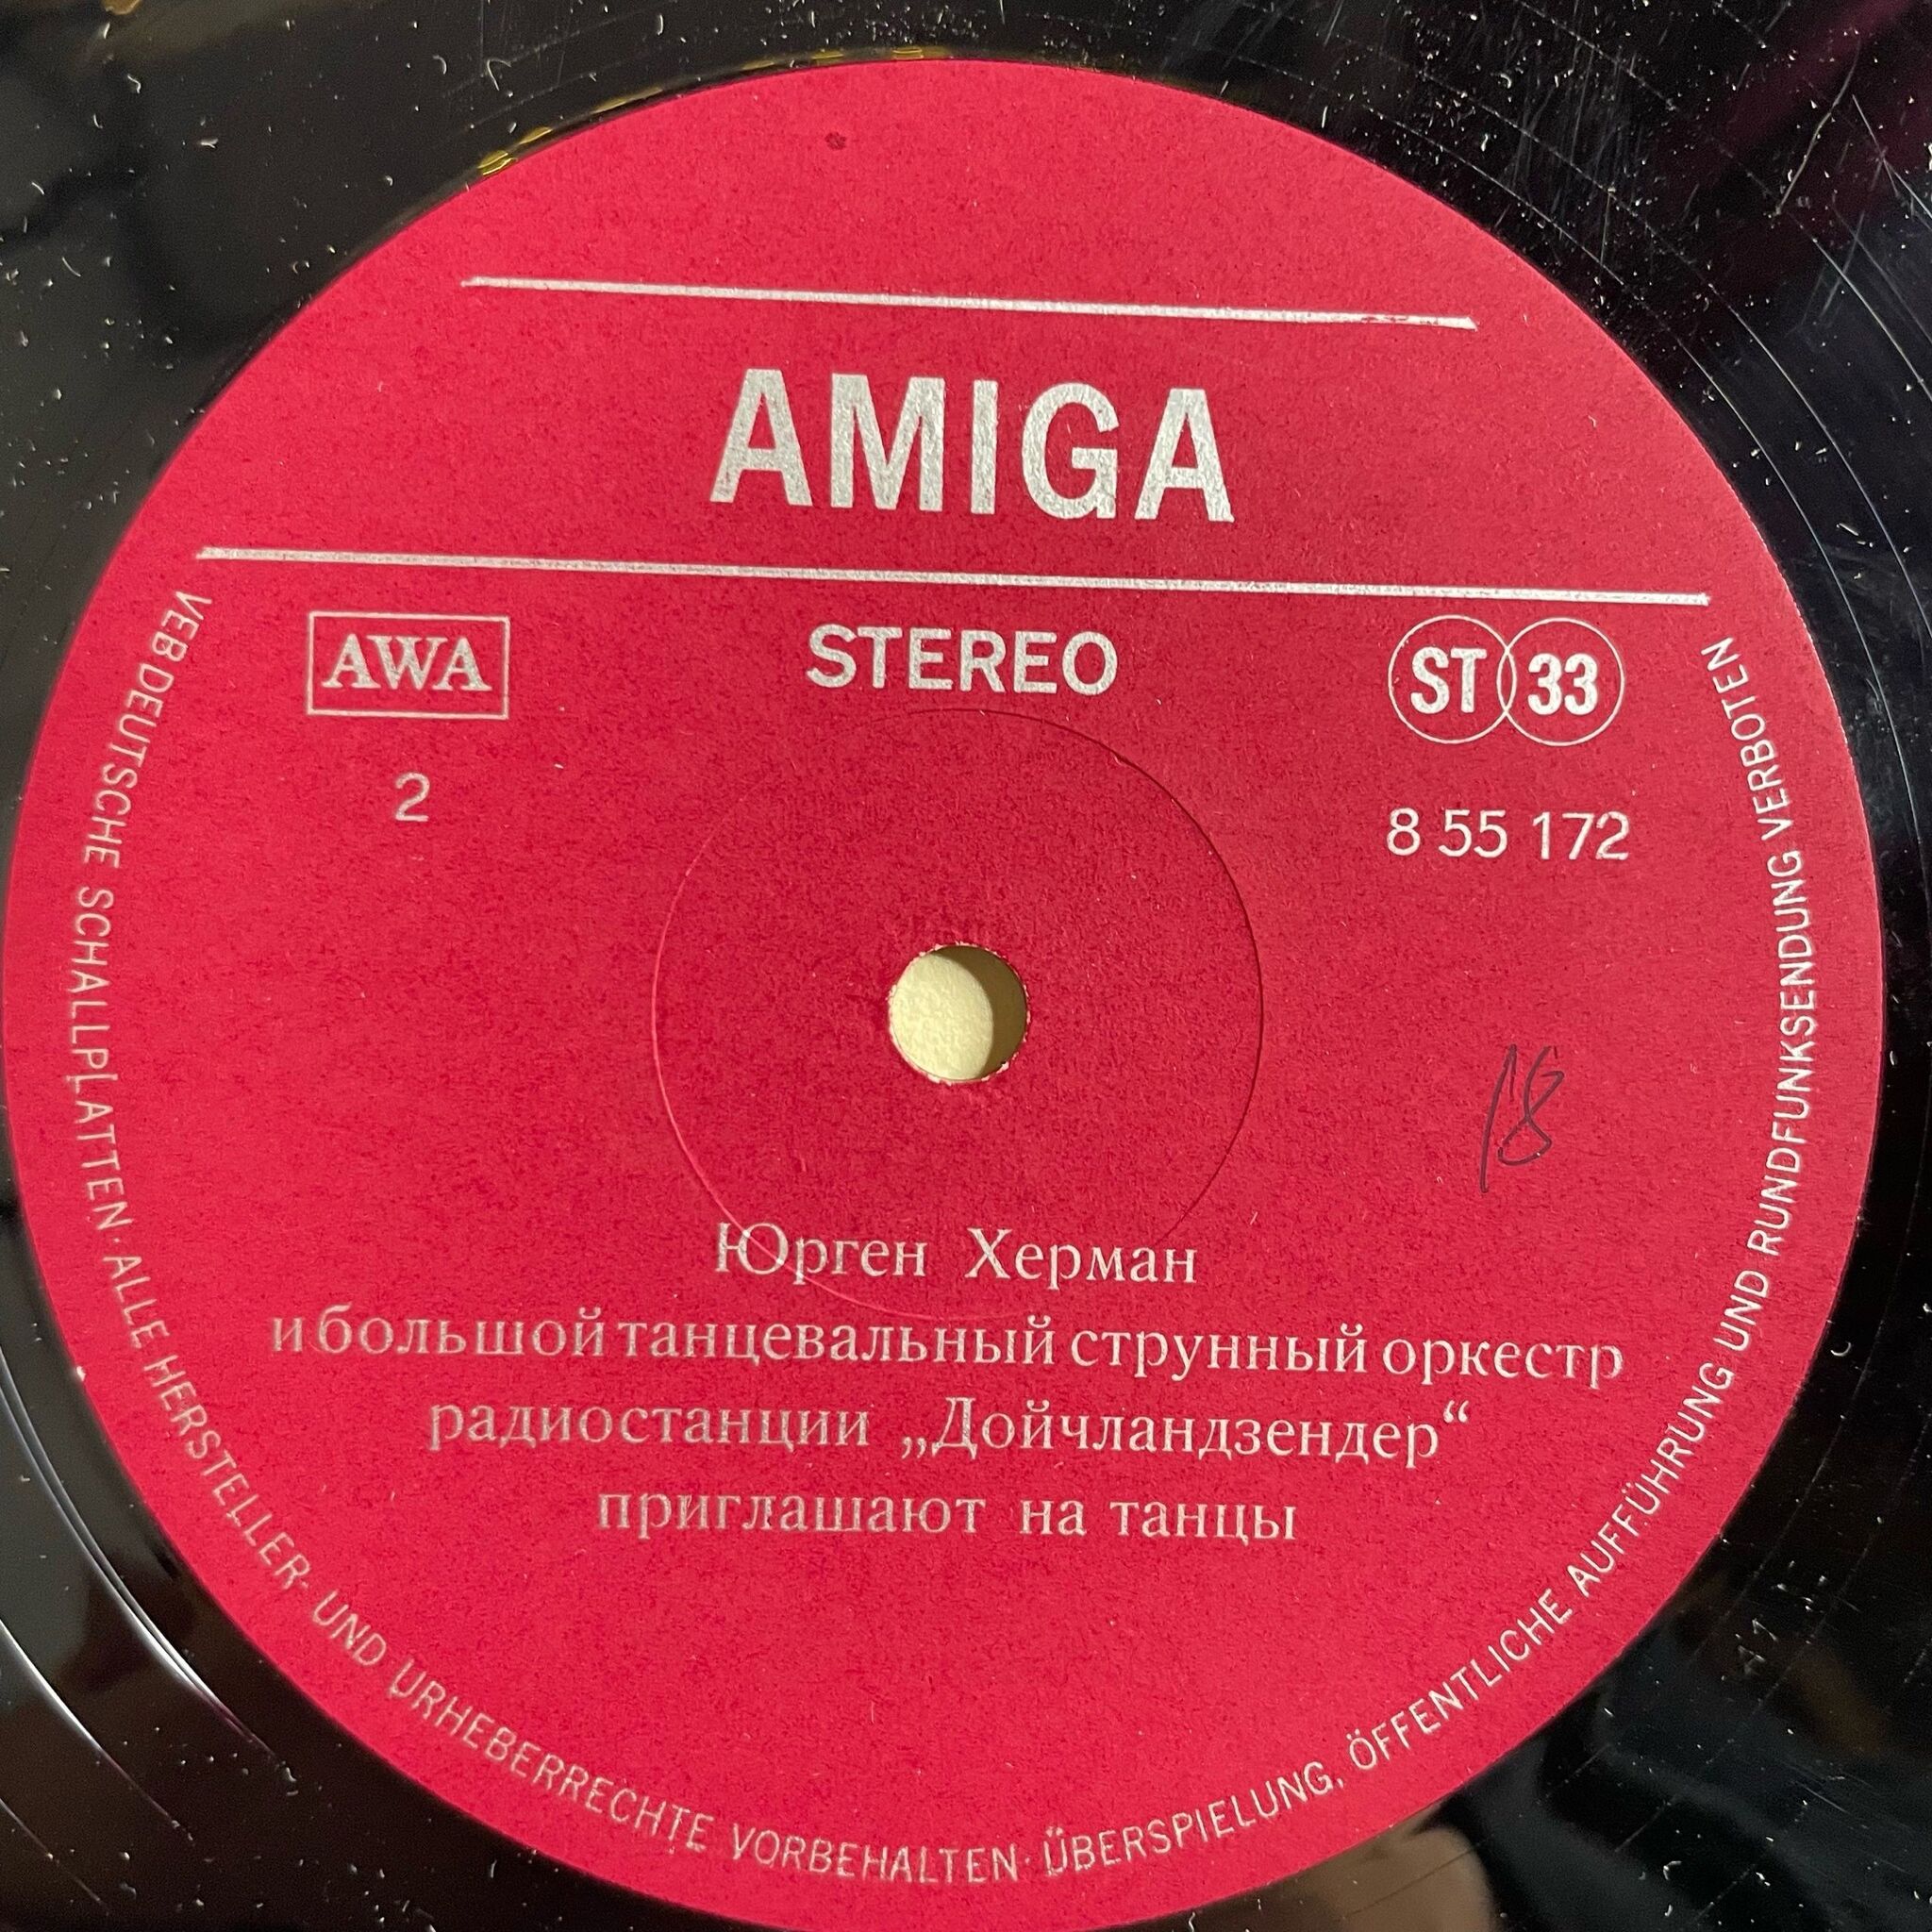 AMIGA
AWA
STEREO
ST 33
2
8 55 172
18
Юрген Херман
и большой танцевальный струнный оркестр
радиостанции „Дойчландзендер“
приглашают на танцы
VEB DEUTSCHE SCHALLPLATTEN · ALLE HERSTELLER- UND URHEBERRECHTE VORBEHALTEN · ÜBERSPIELUNG, ÖFFENTLICHE AUFFÜHRUNG UND RUNDFUNKSENDUNG VERBOTEN